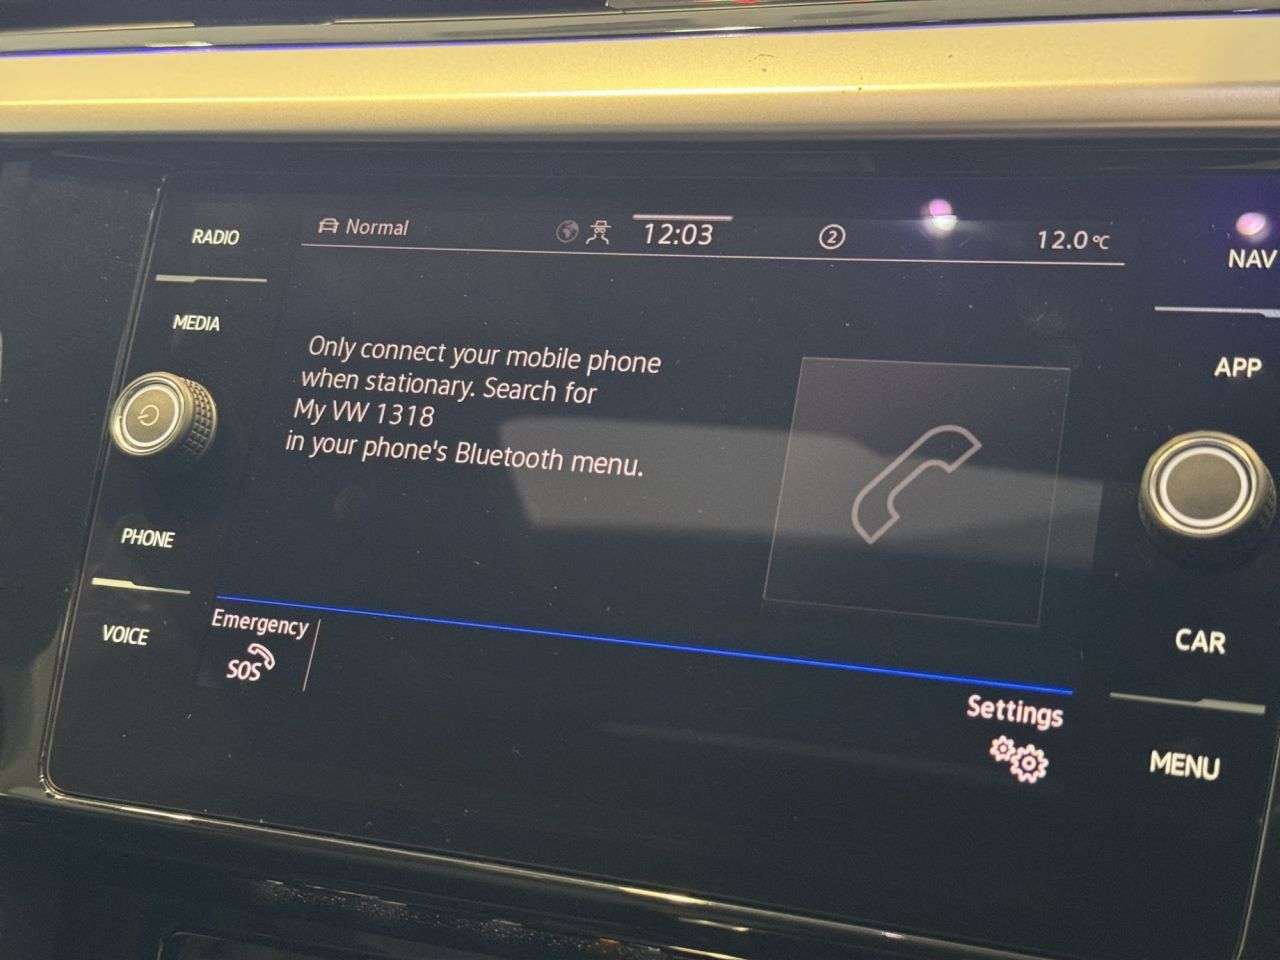 RADIO
MEDIA
PHONE
VOICE
Normal
12:03
2
12.0°C
Only connect your mobile phone
when stationary. Search for
My VW 1318
in your phone's Bluetooth menu.
Emergency
SOS
Settings
NAV
APP
CAR
MENU